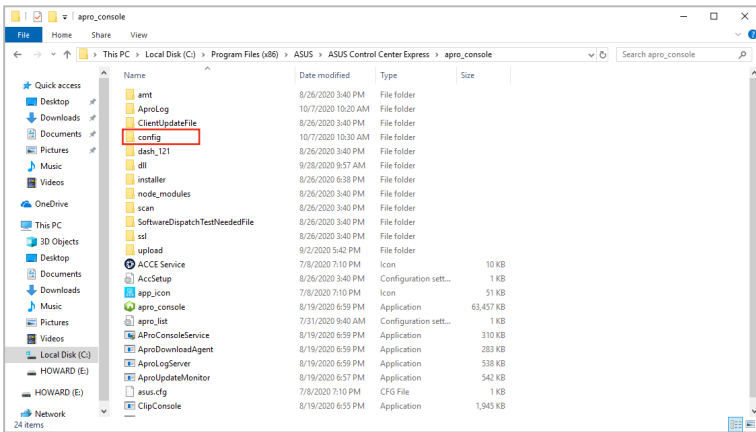 apro_console
File Home Share View
This PC > Local Disk (C:) > Program Files (x86) > ASUS > ASUS Control Center Express > apro_console
Search apro_console
Name Date modified Type Size
Quick access
Desktop
Downloads
Documents
Pictures
Music
Videos
OneDrive
This PC
3D Objects
Desktop
Documents
Downloads
Music
Pictures
Videos
Local Disk (C:)
HOWARD (E:)
HOWARD (E:)
Network
amt 8/26/2020 3:40 PM File folder
AproLog 10/7/2020 10:20 AM File folder
ClientUpdateFile 8/26/2020 3:40 PM File folder
config 10/7/2020 10:30 AM File folder
dash_121 8/26/2020 3:40 PM File folder
dll 9/28/2020 9:57 AM File folder
installer 8/26/2020 6:38 PM File folder
node_modules 8/26/2020 3:40 PM File folder
scan 8/26/2020 3:40 PM File folder
SoftwareDispatchTestNeededFile 8/26/2020 3:40 PM File folder
ssl 8/26/2020 3:40 PM File folder
upload 9/2/2020 5:42 PM File folder
ACCE Service 7/8/2020 7:10 PM Icon 10 KB
AccSetup 8/26/2020 3:40 PM Configuration sett... 1 KB
app_icon 7/8/2020 7:10 PM Icon 51 KB
apro_console 8/19/2020 6:59 PM Application 63,457 KB
apro_list 7/31/2020 9:40 AM Configuration sett... 1 KB
AProConsoleService 8/19/2020 6:59 PM Application 310 KB
AproDownloadAgent 8/19/2020 6:59 PM Application 283 KB
AproLogServer 8/19/2020 6:59 PM Application 538 KB
AproUpdateMonitor 8/19/2020 6:57 PM Application 542 KB
asus.cfg 7/8/2020 7:10 PM CFG File 1 KB
ClipConsole 8/19/2020 6:55 PM Application 1,945 KB
24 items